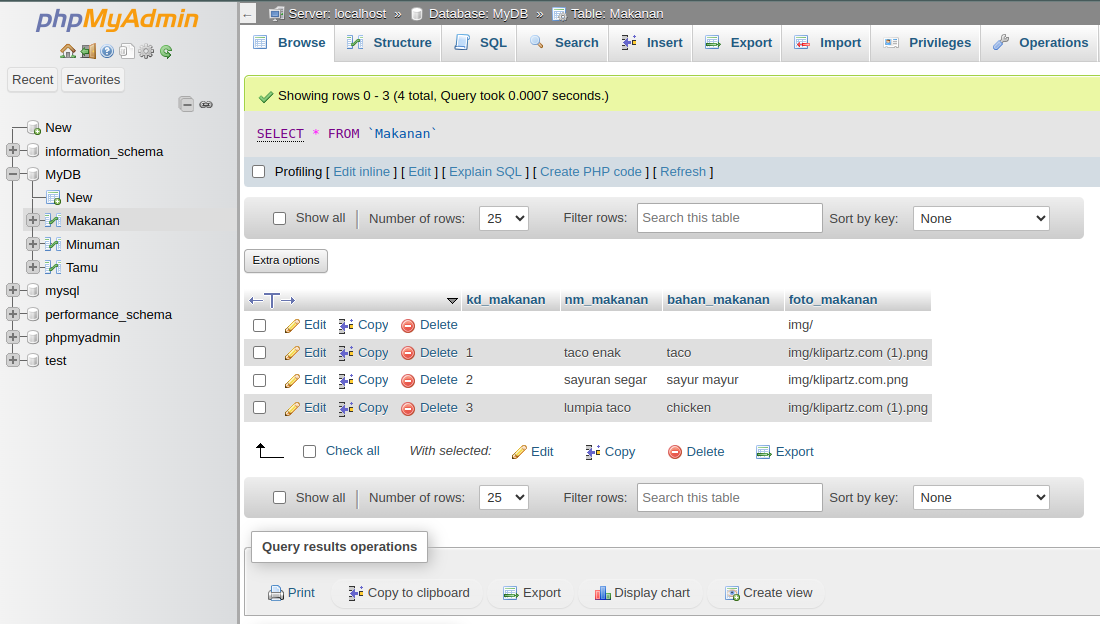 phpMyAdmin
Recent Favorites
New
information_schema
MyDB
New
Makanan
Minuman
Tamu
mysql
performance_schema
phpmyadmin
test
← Server: localhost » Database: MyDB » Table: Makanan
Browse Structure SQL Search Insert Export Import Privileges Operations
Showing rows 0 - 3 (4 total, Query took 0.0007 seconds.)
SELECT * FROM `Makanan`
Profiling [ Edit inline ] [ Edit ] [ Explain SQL ] [ Create PHP code ] [ Refresh ]
Show all | Number of rows: 25 Filter rows: Search this table Sort by key: None
Extra options
←T→ kd_makanan nm_makanan bahan_makanan foto_makanan
Edit Copy Delete img/
Edit Copy Delete 1 taco enak taco img/klipartz.com (1).png
Edit Copy Delete 2 sayuran segar sayur mayur img/klipartz.com.png
Edit Copy Delete 3 lumpia taco chicken img/klipartz.com (1).png
Check all With selected: Edit Copy Delete Export
Show all | Number of rows: 25 Filter rows: Search this table Sort by key: None
Query results operations
Print Copy to clipboard Export Display chart Create view